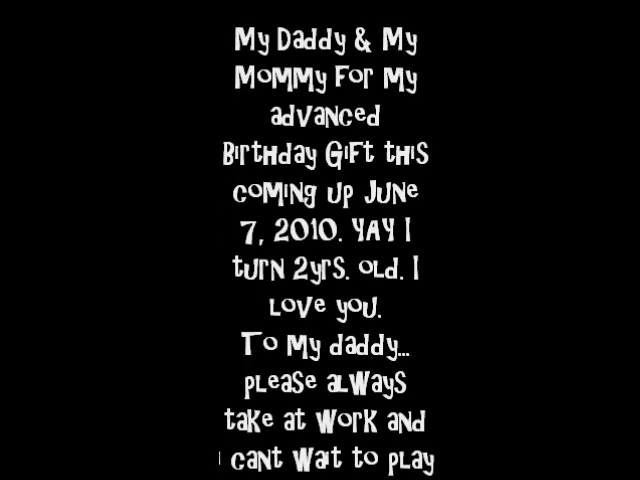 My Daddy & My
Mommy For My
advanced
Birthday Gift this
coming up June
7, 2010. YAY I
turn 2yrs. old. I
love you.
To My daddy...
please always
take at work and
i cant wait to play